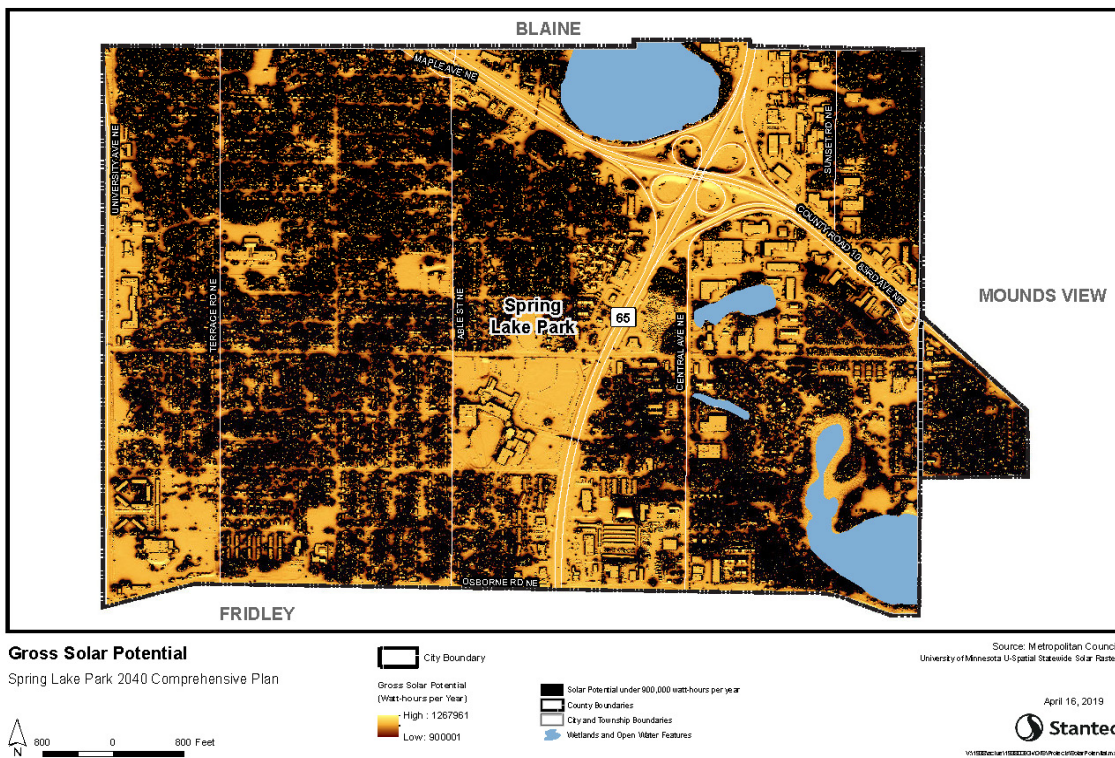 BLAINE
MAPLE AVE NE
UNIVERSITY AVE NE
SUNSET RD NE
COUNTY ROAD 10
83RD AVE NE
MOUNDS VIEW
Spring
Lake Park
65
TERRACE RD NE
ABLE ST NE
CENTRAL AVE NE
OSBORNE RD NE
FRIDLEY
Gross Solar Potential
Spring Lake Park 2040 Comprehensive Plan
N
800 0 800 Feet
City Boundary
Gross Solar Potential
(Watt-hours per Year)
High : 1267961
Low: 900001
Solar Potential under 900,000 watt-hours per year
County Boundaries
City and Township Boundaries
Wetlands and Open Water Features
Source: Metropolitan Counci
University of Minnesota U-Spatial Statewide Solar Raste
April 16, 2019
Stantec